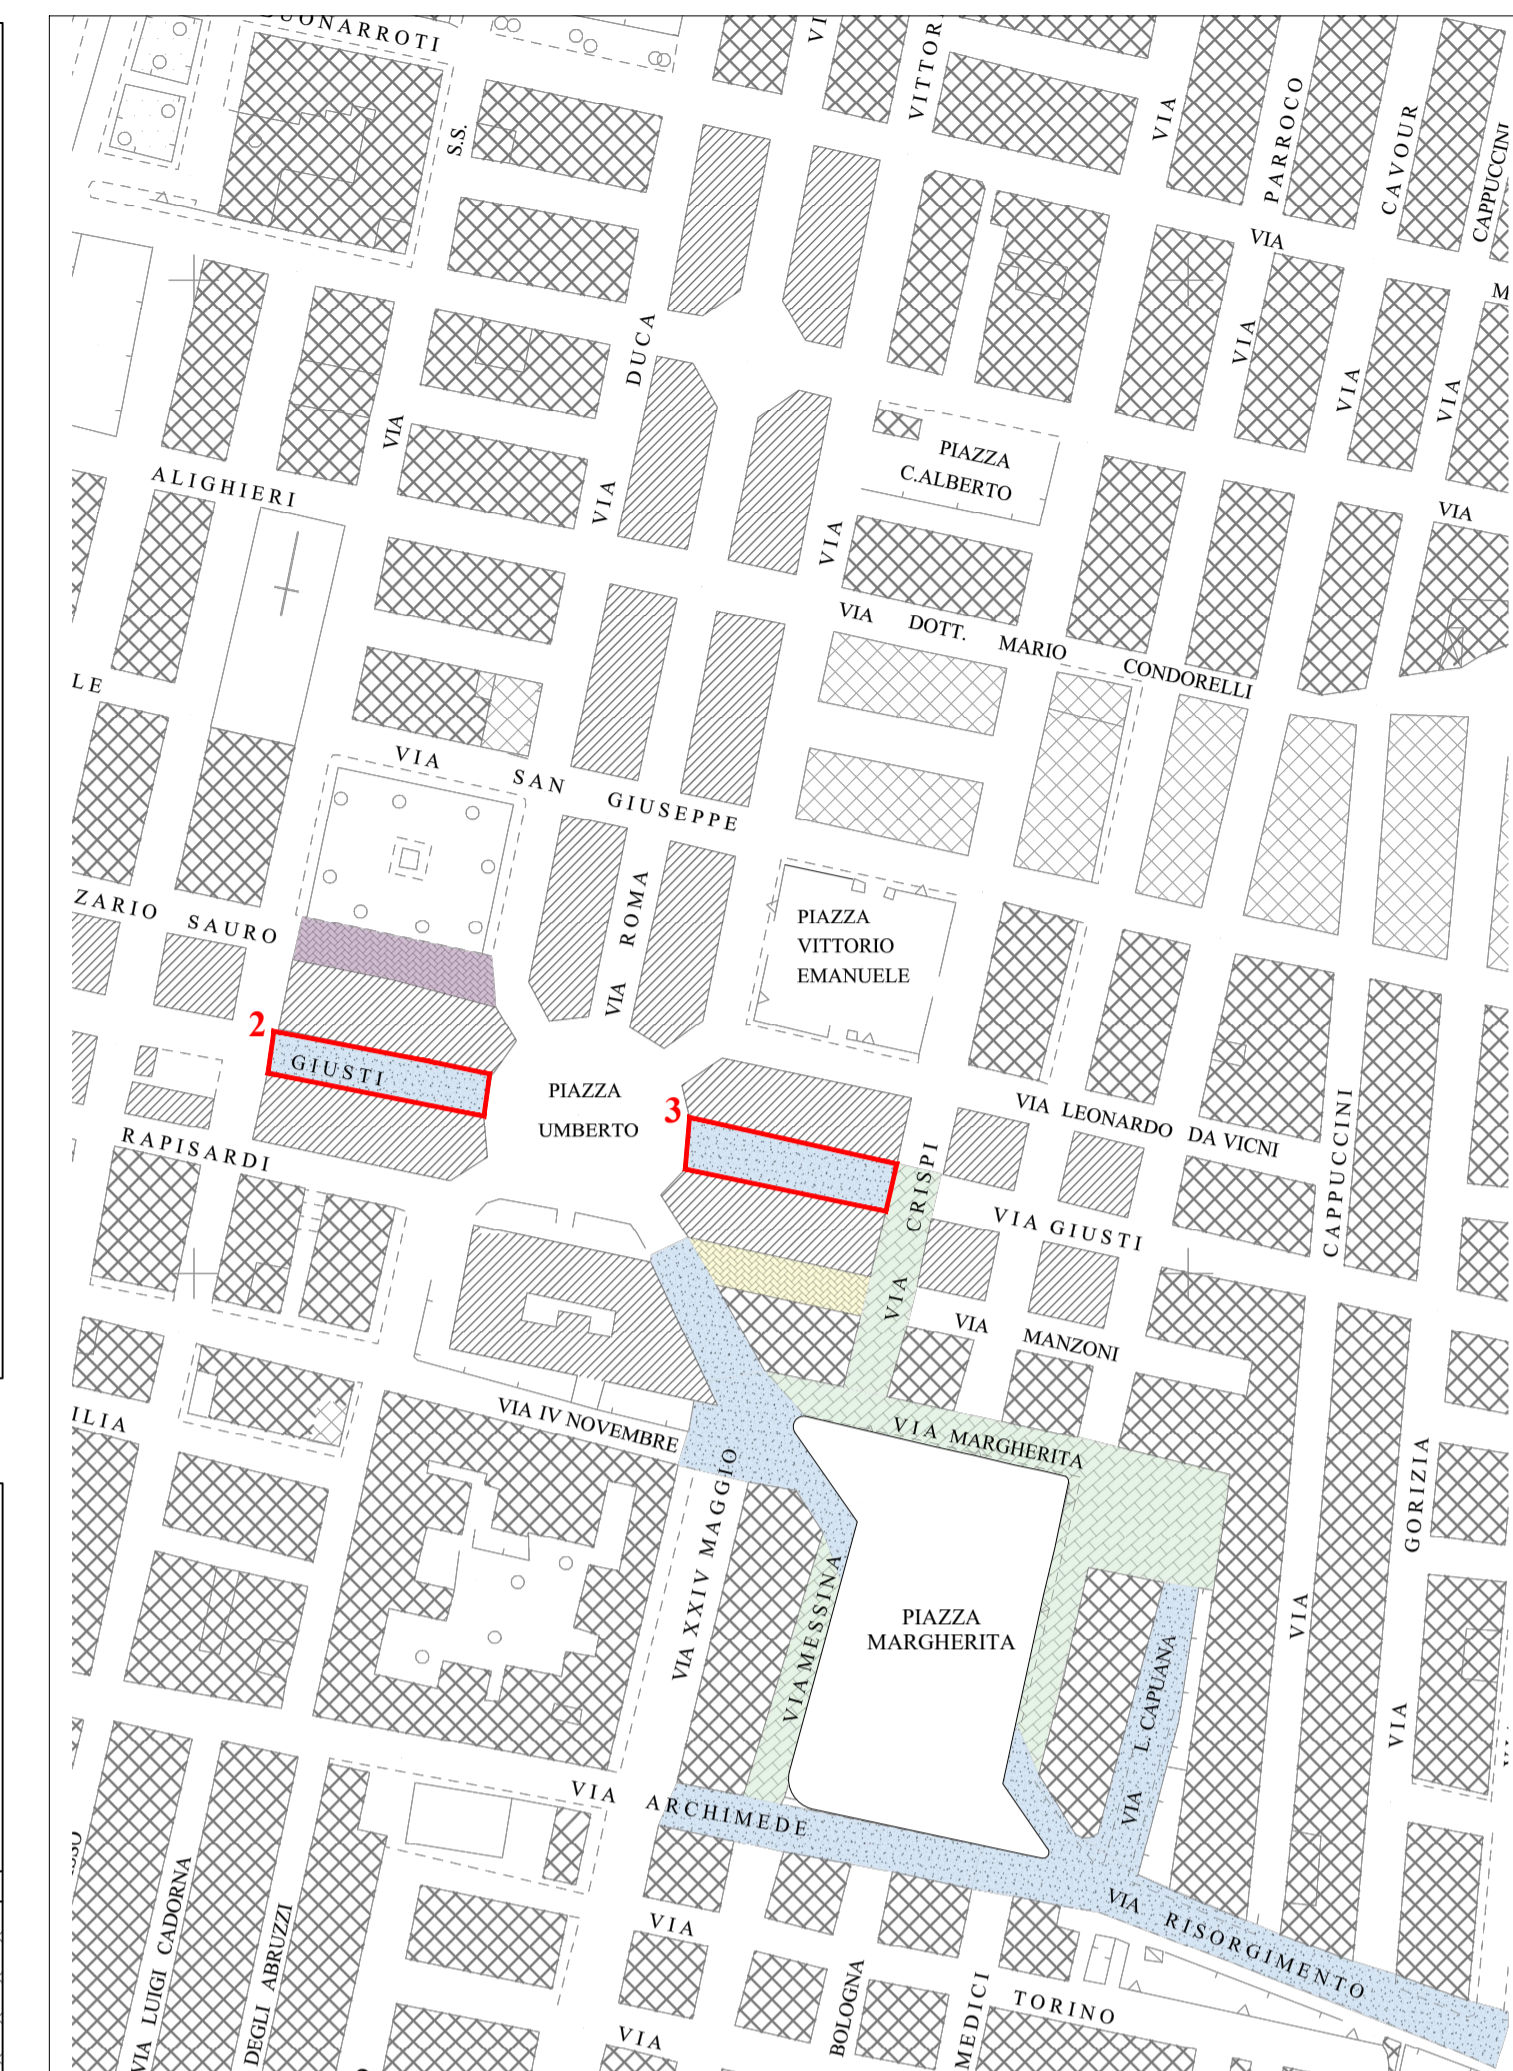 BUONARROTI
S.S.
VITTOR
VIA
PARROCO
CAVOUR
CAPPUCCINI
VIA
DUCA
VIA
VIA
VIA
VIA
PIAZZA
C.ALBERTO
ALIGHIERI
VIA
VIA
VIA
VIA DOTT. MARIO CONDORELLI
LE
VIA SAN GIUSEPPE
VIA ROMA
ZARIO SAURO
PIAZZA
VITTORIO
EMANUELE
2
GIUSTI
PIAZZA
UMBERTO
3
VIA LEONARDO DA VICNI
CAPPUCCINI
RAPISARDI
VIA CRISPI
VIA GIUSTI
VIA MANZONI
ILIA
VIA IV NOVEMBRE
VIA MARGHERITA
GORIZIA
VIA XXIV MAGGIO
VIA MESSINA
PIAZZA
MARGHERITA
VIA L. CAPUANA
VIA
VIA
VIA ARCHIMEDE
VIA LUIGI CADORNA
DEGLI ABRUZZI
VIA
VIA RISORGIMENTO
BOLOGNA
MEDICI
TORINO
VIA